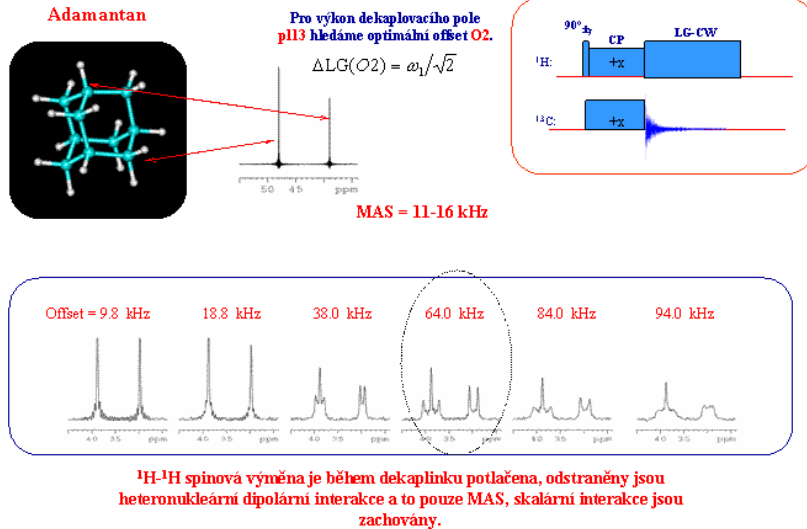 Adamantan
Pro výkon dekaplovacího pole
pl13 hledáme optimální offset O2.
ΔLG(O2) = ω₁/√2
50 45 ppm
MAS = 11-16 kHz
90° ±y
CP
LG-CW
¹H:
+x
¹³C:
+x
Offset = 9.8 kHz
18.8 kHz
38.0 kHz
64.0 kHz
84.0 kHz
94.0 kHz
40 35 ppm
40 35 ppm
40 35 ppm
40 35 ppm
40 35 ppm
40 35 ppm
¹H-¹H spinová výměna je během dekaplinku potlačena, odstraněny jsou
heteronukleární dipolární interakce a to pouze MAS, skalární interakce jsou
zachovány.